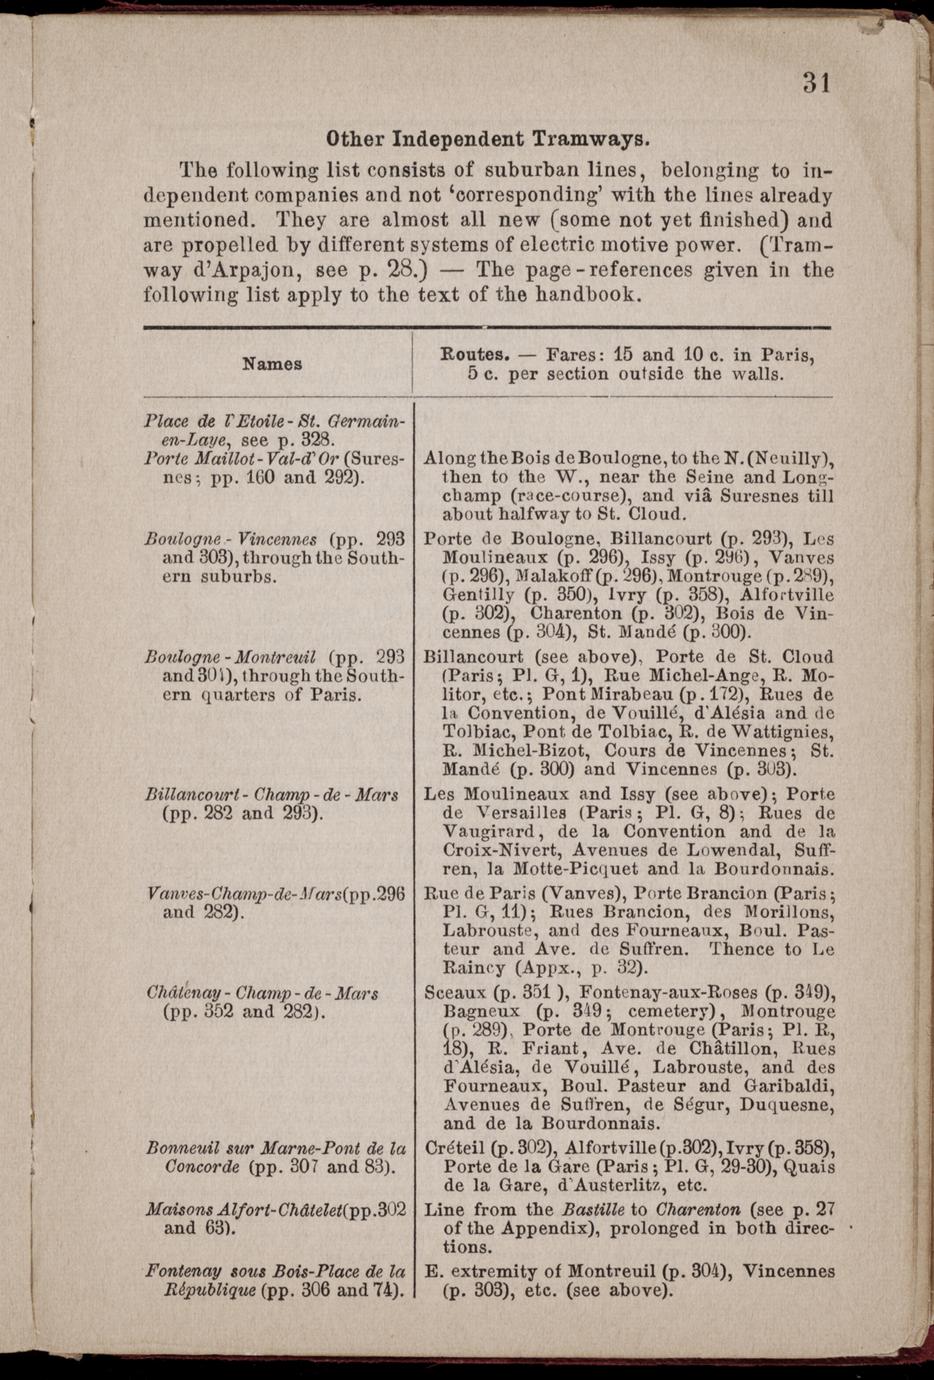 31
Other Independent Tramways.
The following list consists of suburban lines, belonging to in-
dependent companies and not ‘corresponding’ with the lines already
mentioned. They are almost all new (some not yet finished) and
are propelled by different systems of electric motive power. (Tram-
way d'Arpajon, see p. 28.) — The page-references given in the
following list apply to the text of the handbook.
Names
Routes. — Fares: 15 and 10 c. in Paris,
5 c. per section outside the walls.
Place de l'Etoile-St. Germain-
en-Laye, see p. 328.
Porte Maillot-Val-d'Or (Sures-
nes; pp. 160 and 292).
Along the Bois de Boulogne, to the N. (Neuilly),
then to the W., near the Seine and Long-
champ (race-course), and viâ Suresnes till
about halfway to St. Cloud.
Boulogne-Vincennes (pp. 293
and 303), through the South-
ern suburbs.
Porte de Boulogne, Billancourt (p. 293), Les
Moulineaux (p. 296), Issy (p. 296), Vanves
(p. 296), Malakoff (p. 296), Montrouge (p. 289),
Gentilly (p. 350), Ivry (p. 358), Alfortville
(p. 302), Charenton (p. 302), Bois de Vin-
cennes (p. 304), St. Mandé (p. 300).
Boulogne-Montreuil (pp. 293
and 304), through the South-
ern quarters of Paris.
Billancourt (see above), Porte de St. Cloud
(Paris; Pl. G, 1), Rue Michel-Ange, R. Mo-
litor, etc.; Pont Mirabeau (p. 172), Rues de
la Convention, de Vouillé, d'Alésia and de
Tolbiac, Pont de Tolbiac, R. de Wattignies,
R. Michel-Bizot, Cours de Vincennes; St.
Mandé (p. 300) and Vincennes (p. 303).
Billancourt-Champ-de-Mars
(pp. 282 and 293).
Les Moulineaux and Issy (see above); Porte
de Versailles (Paris; Pl. G, 8); Rues de
Vaugirard, de la Convention and de la
Croix-Nivert, Avenues de Lowendal, Suff-
ren, la Motte-Picquet and la Bourdonnais.
Vanves-Champ-de-Mars (pp. 296
and 282).
Rue de Paris (Vanves), Porte Brancion (Paris;
Pl. G, 11); Rues Brancion, des Morillons,
Labrouste, and des Fourneaux, Boul. Pas-
teur and Ave. de Suffren. Thence to Le
Raincy (Appx., p. 32).
Châtenay-Champ-de-Mars
(pp. 352 and 282).
Sceaux (p. 351 ), Fontenay-aux-Roses (p. 349),
Bagneux (p. 349; cemetery), Montrouge
(p. 289), Porte de Montrouge (Paris; Pl. R,
18), R. Friant, Ave. de Châtillon, Rues
d'Alésia, de Vouillé, Labrouste, and des
Fourneaux, Boul. Pasteur and Garibaldi,
Avenues de Suffren, de Ségur, Duquesne,
and de la Bourdonnais.
Bonneuil sur Marne-Pont de la
Concorde (pp. 307 and 83).
Créteil (p. 302), Alfortville (p. 302), Ivry (p. 358),
Porte de la Gare (Paris; Pl. G, 29-30), Quais
de la Gare, d'Austerlitz, etc.
Maisons Alfort-Châtelet (pp. 302
and 63).
Line from the Bastille to Charenton (see p. 27
of the Appendix), prolonged in both direc-
tions.
Fontenay sous Bois-Place de la
République (pp. 306 and 74).
E. extremity of Montreuil (p. 304), Vincennes
(p. 303), etc. (see above).